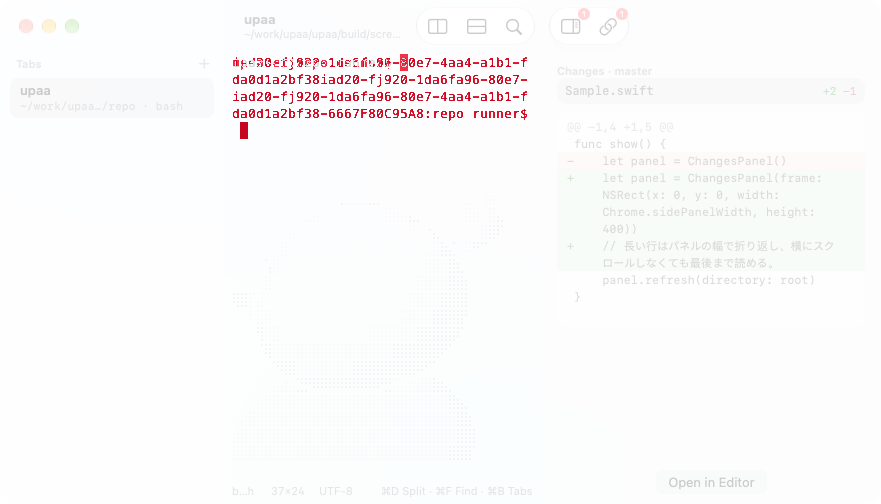 upaa
~/work/upaa/upaa/build/scre…
1
1
Tabs
upaa
~/work/upaa…/repo - bash
80e7-4aa4-a1b1-f
da0d1a2bf38iad20-fj920-1da6fa96-80e7-
iad20-fj920-1da6fa96-80e7-4aa4-a1b1-f
da0d1a2bf38-6667F80C95A8:repo runner$
Changes · master
Sample.swift +2 −1
@@ -1,4 +1,5 @@
func show() {
− let panel = ChangesPanel()
+ let panel = ChangesPanel(frame:
NSRect(x: 0, y: 0, width:
Chrome.sidePanelWidth, height:
400))
+ // 長い行はパネルの幅で折り返し、横にスク
ロールしなくても最後まで読める。
panel.refresh(directory: root)
}
b…h 37×24 UTF-8 ⌘D Split · ⌘F Find · ⌘B Tabs
Open in Editor